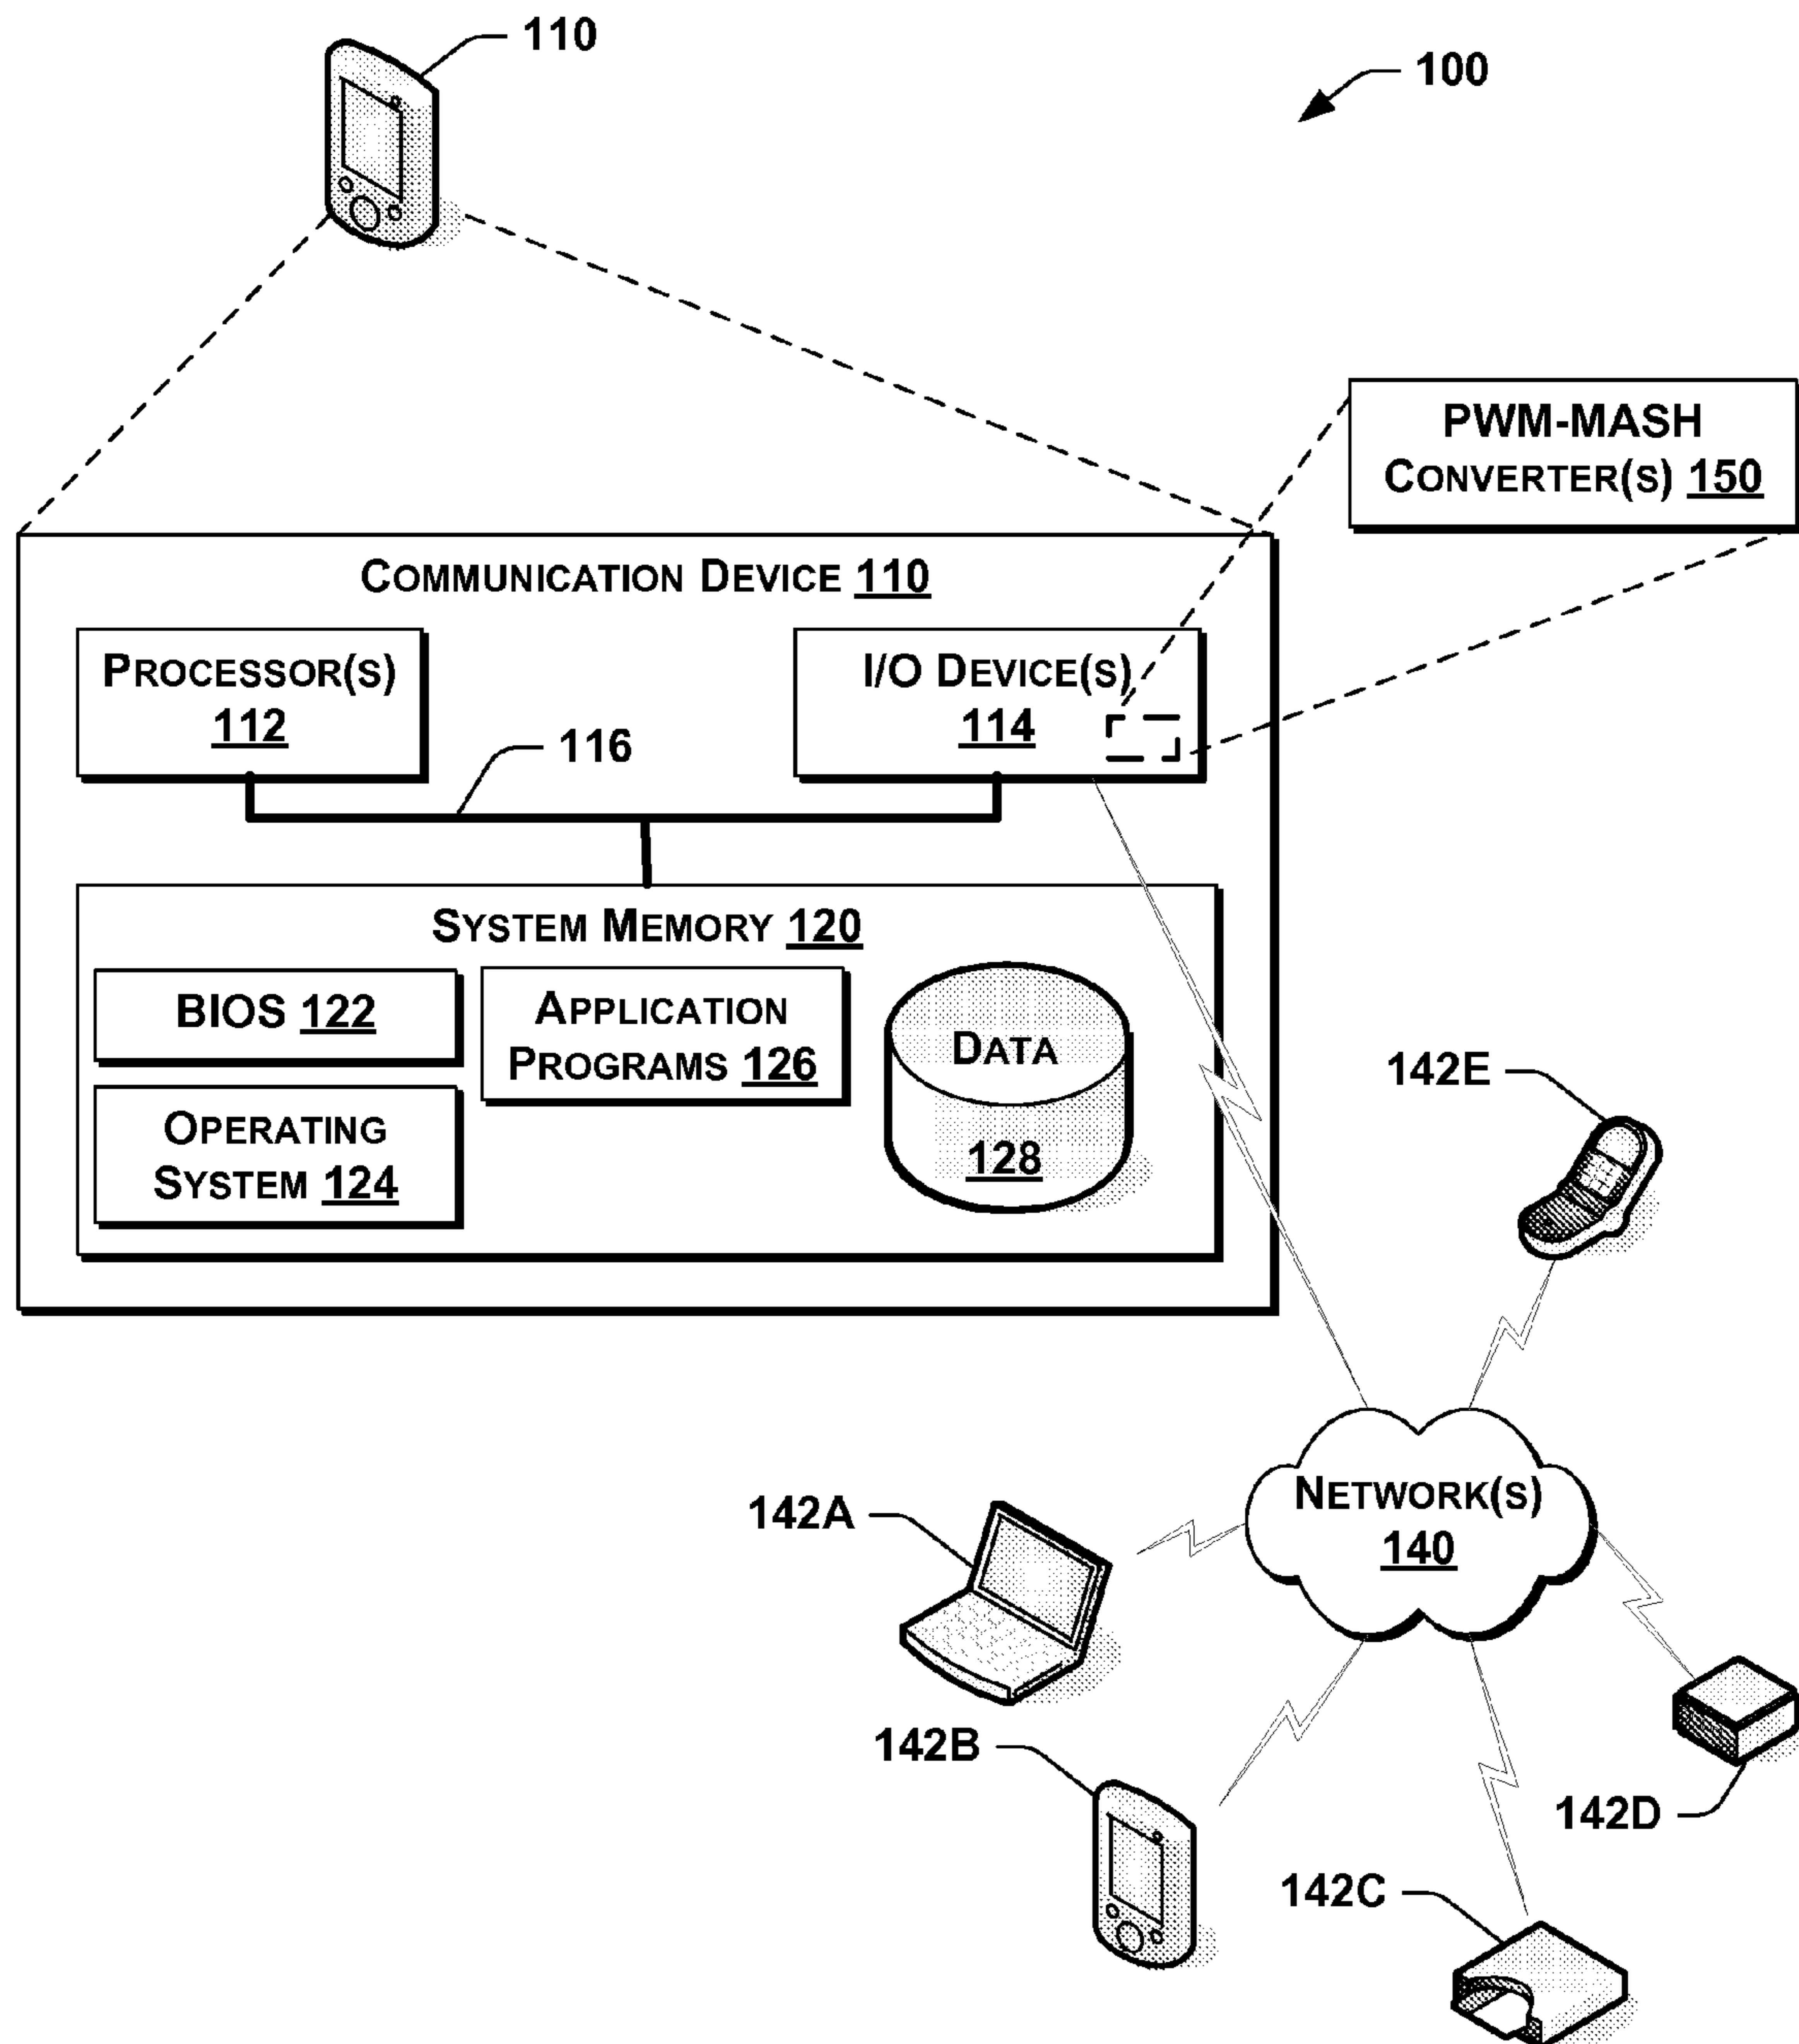 110
100
PWM-MASH
CONVERTER(S) 150
COMMUNICATION DEVICE 110
PROCESSOR(S)
112
I/O DEVICE(S)
114
116
SYSTEM MEMORY 120
BIOS 122
OPERATING
SYSTEM 124
APPLICATION
PROGRAMS 126
DATA
128
142E
NETWORK(S)
140
142A
142B
142D
142C